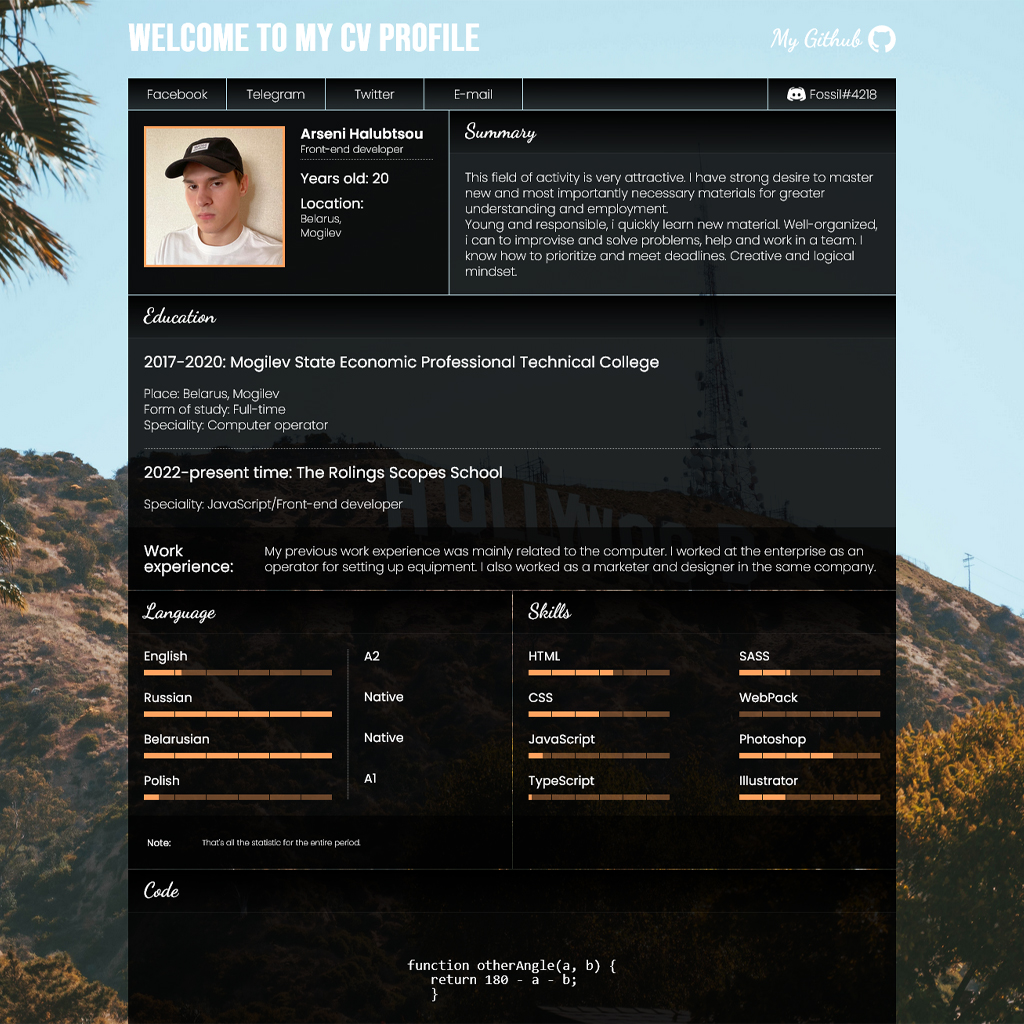 WELCOME TO MY CV PROFILE
My Github
Facebook
Telegram
Twitter
E-mail
Fossil#4218
Arseni Halubtsou
Front-end developer
Years old: 20
Location:
Belarus,
Mogilev
Summary
This field of activity is very attractive. I have strong desire to master
new and most importantly necessary materials for greater
understanding and employment.
Young and responsible, i quickly learn new material. Well-organized,
i can to improvise and solve problems, help and work in a team. I
know how to prioritize and meet deadlines. Creative and logical
mindset.
Education
2017-2020: Mogilev State Economic Professional Technical College
Place: Belarus, Mogilev
Form of study: Full-time
Speciality: Computer operator
2022-present time: The Rolings Scopes School
Speciality: JavaScript/Front-end developer
HOLLYWOOD
Work
experience:
My previous work experience was mainly related to the computer. I worked at the enterprise as an
operator for setting up equipment. I also worked as a marketer and designer in the same company.
Language
English
A2
Russian
Native
Belarusian
Native
Polish
A1
Note:
That's all the statistic for the entire period.
Skills
HTML
SASS
CSS
WebPack
JavaScript
Photoshop
TypeScript
Illustrator
Code
function otherAngle(a, b) {
return 180 - a - b;
}